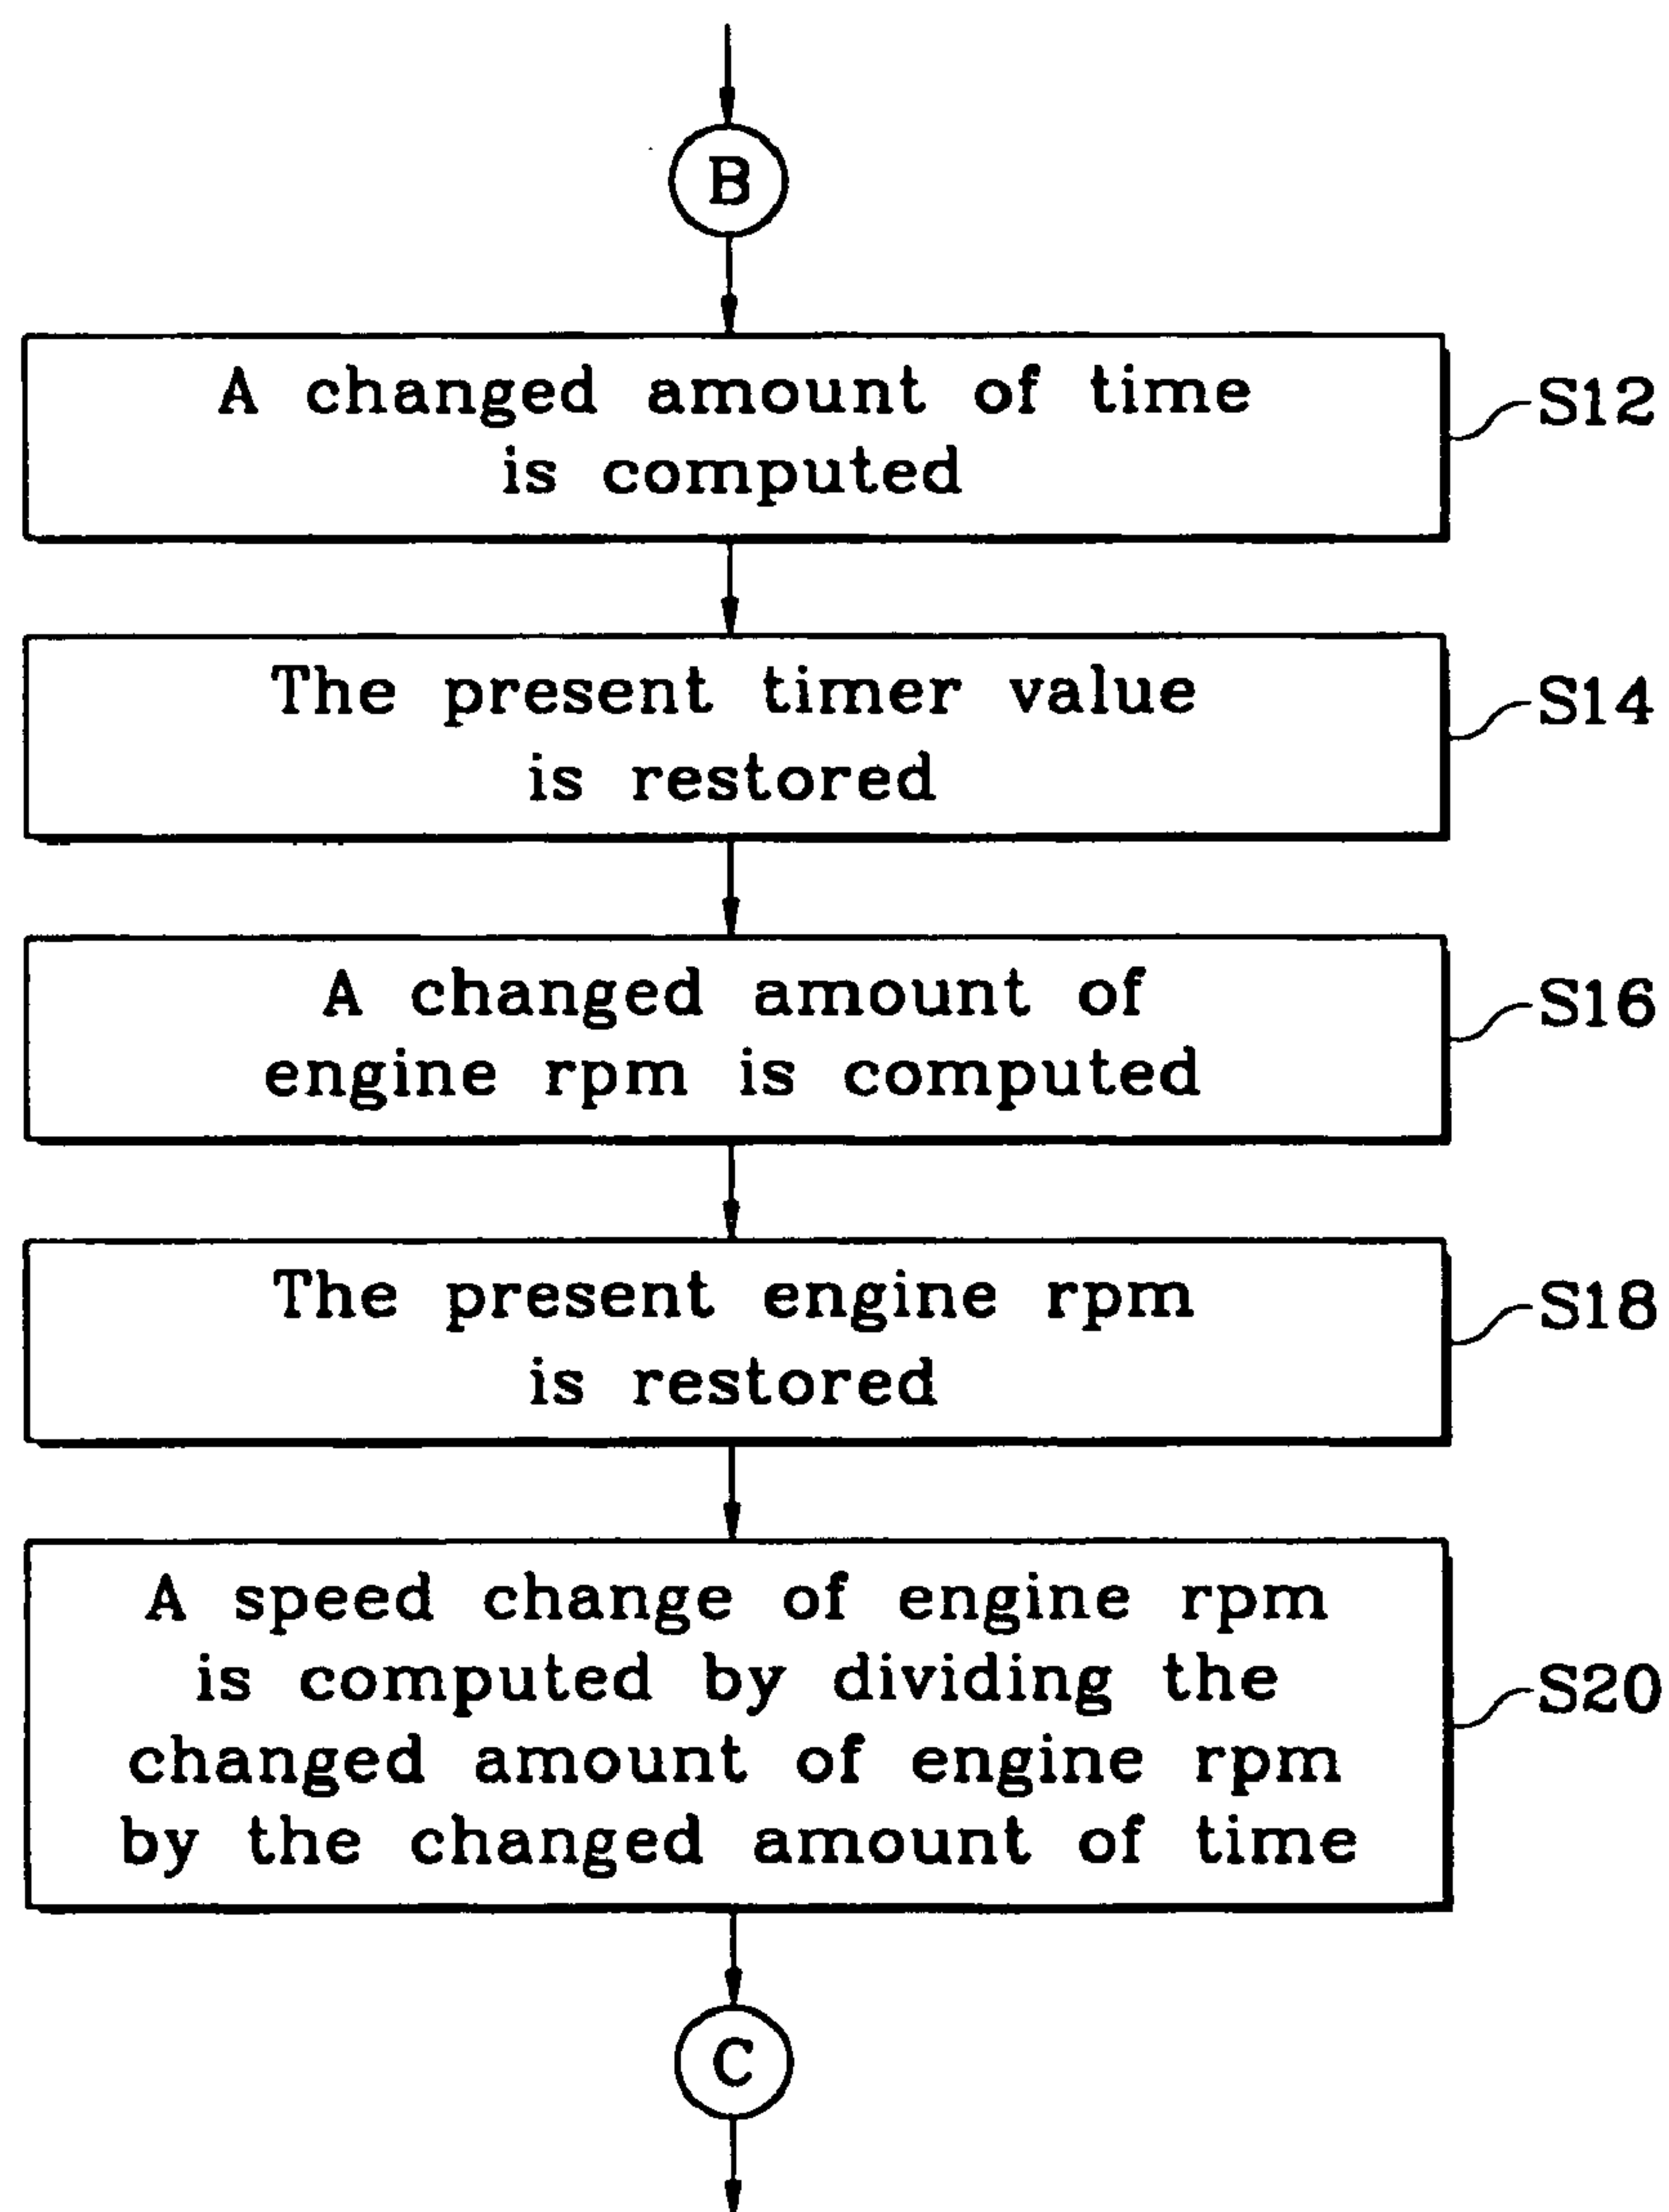 B
A changed amount of time
is computed
S12
The present timer value
is restored
S14
A changed amount of
engine rpm is computed
S16
The present engine rpm
is restored
S18
A speed change of engine rpm
is computed by dividing the
changed amount of engine rpm
by the changed amount of time
S20
C